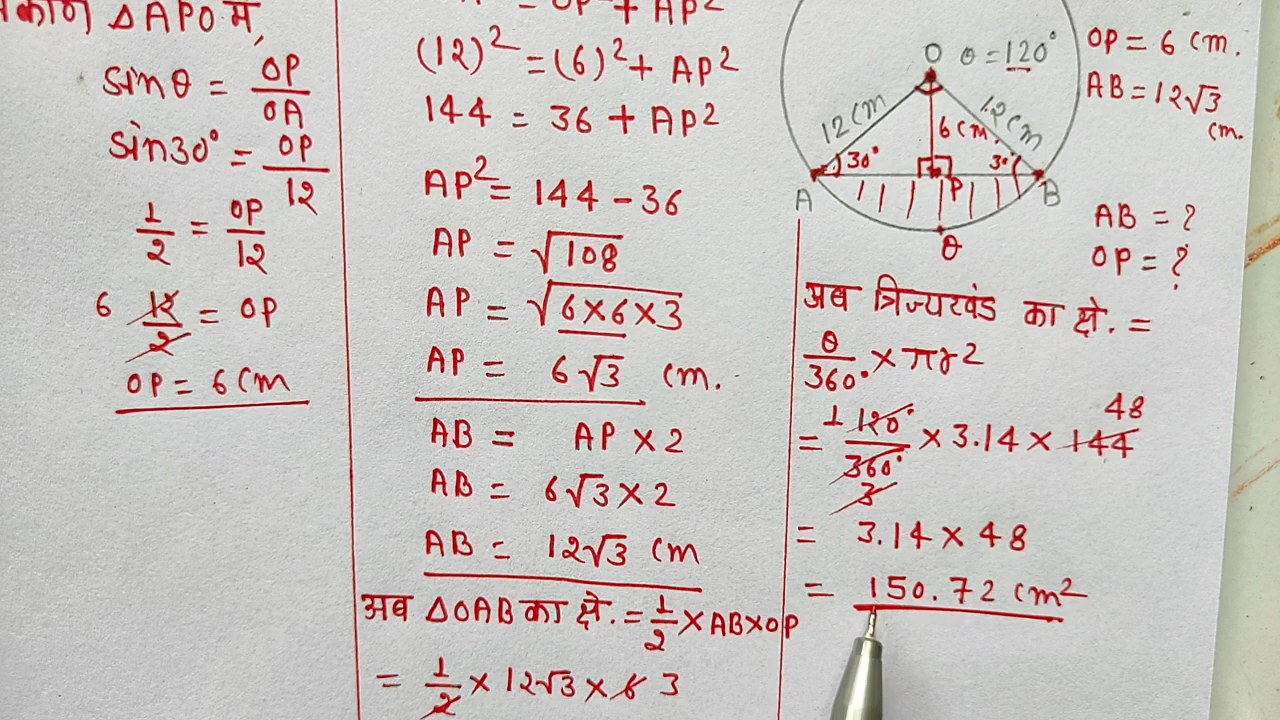 △APO में,
sinθ = OP/OA
sin30° = OP/12
1/2 = OP/12
6 12/2 = OP
OP = 6 cm
= OP² + AP²
(12)² = (6)² + AP²
144 = 36 + AP²
AP² = 144 - 36
AP = √108
AP = √6×6×3
AP = 6√3 cm.
AB = AP × 2
AB = 6√3 × 2
AB = 12√3 cm
अब △OAB का क्षे. = 1/2 × AB × OP
= 1/2 × 12√3 × 6 3
O θ = 120°
12 cm
12 cm
6 cm.
30°
30°
A
P
B
θ
OP = 6 cm.
AB = 12√3 cm.
AB = ?
OP = ?
अब त्रिज्यखंड का क्षे. =
θ/360° × πr2
= 1 120°/360° 3 × 3.14 × 144 48
= 3.14 × 48
= 150.72 cm²